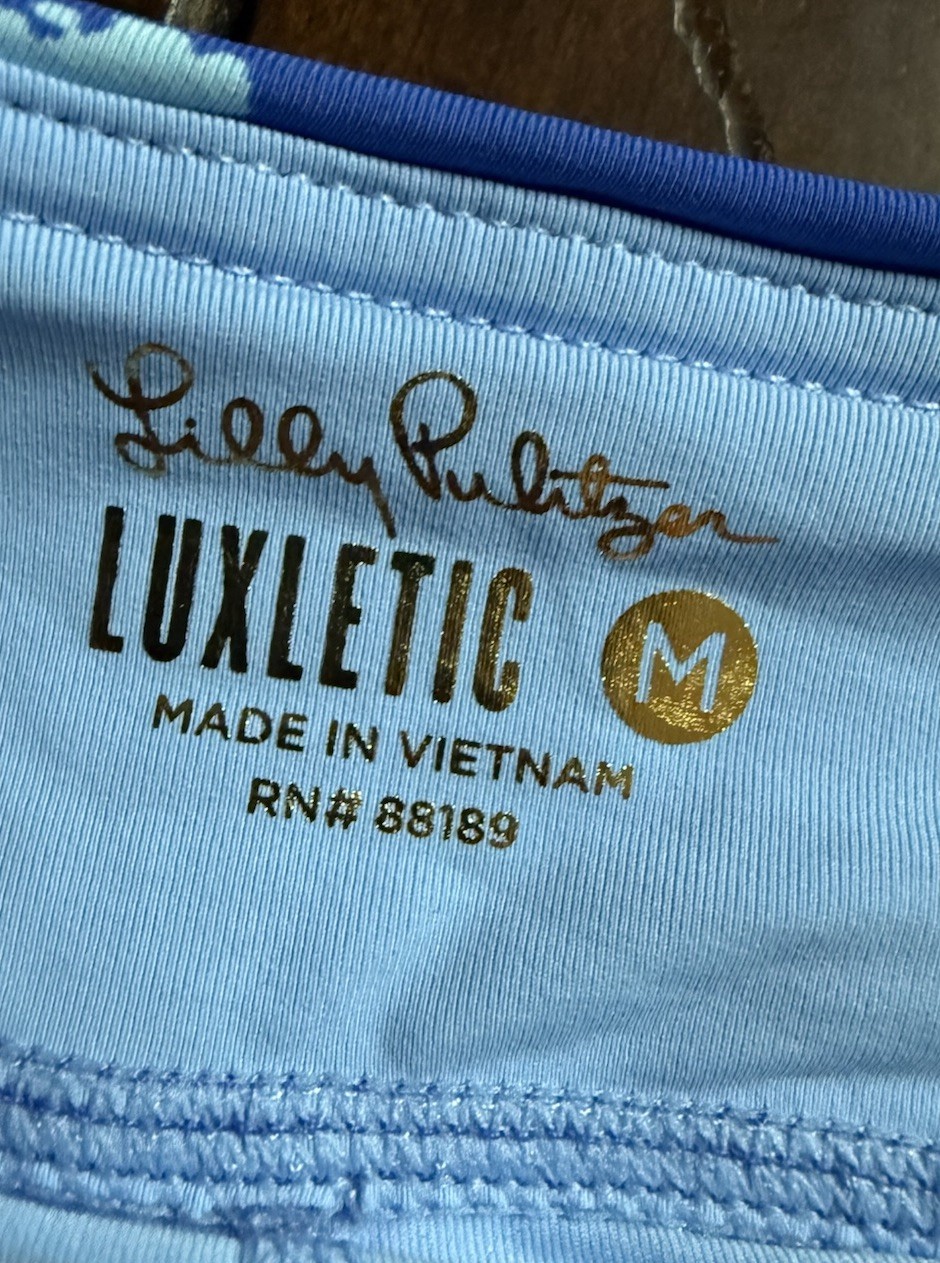 Lilly Pulitzer
LUXLETIC
M
MADE IN VIETNAM
RN# 88189